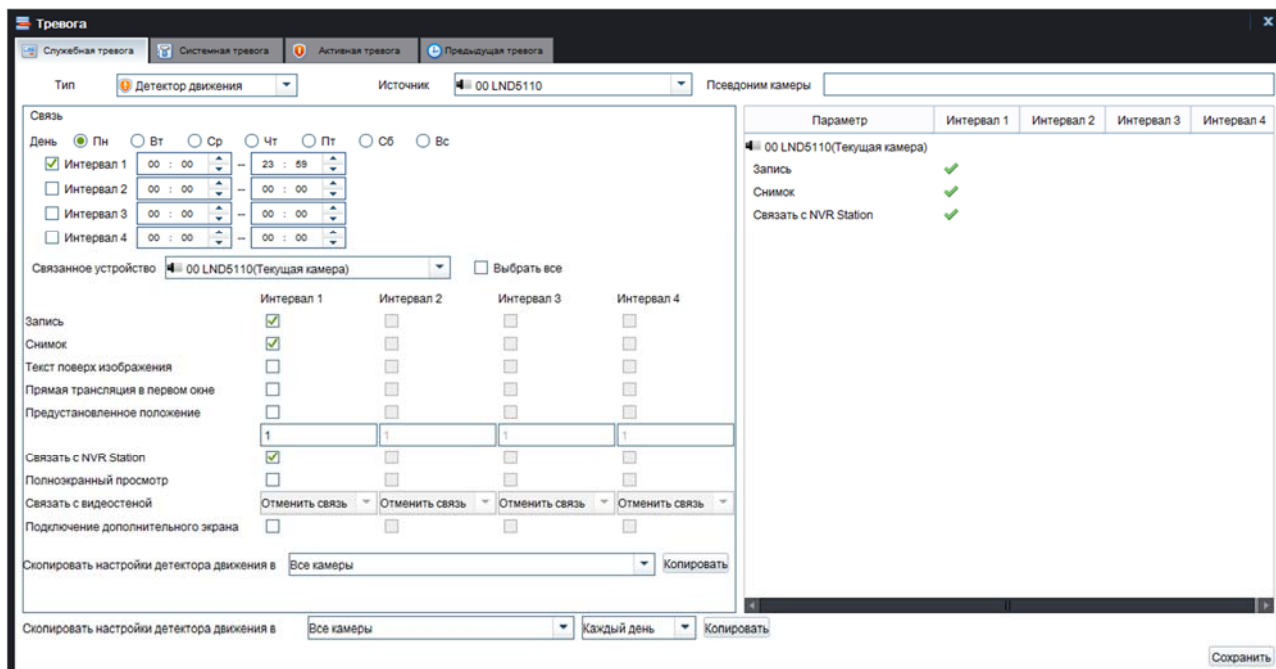 Тревога
Служебная тревога Системная тревога Активная тревога Предыдущая тревога
Тип Детектор движения Источник 00 LND5110 Псевдоним камеры
Связь
День Пн Вт Ср Чт Пт Сб Вс
Интервал 1 00 : 00 -- 23 : 59
Интервал 2 00 : 00 -- 00 : 00
Интервал 3 00 : 00 -- 00 : 00
Интервал 4 00 : 00 -- 00 : 00
Связанное устройство 00 LND5110(Текущая камера) Выбрать все
Интервал 1 Интервал 2 Интервал 3 Интервал 4
Запись
Снимок
Текст поверх изображения
Прямая трансляция в первом окне
Предустановленное положение
1 1 1 1
Связать с NVR Station
Полноэкранный просмотр
Связать с видеостеной Отменить связь Отменить связь Отменить связь Отменить связь
Подключение дополнительного экрана
Скопировать настройки детектора движения в Все камеры Копировать
Параметр Интервал 1 Интервал 2 Интервал 3 Интервал 4
00 LND5110(Текущая камера)
Запись
Снимок
Связать с NVR Station
Скопировать настройки детектора движения в Все камеры Каждый день Копировать
Сохранить